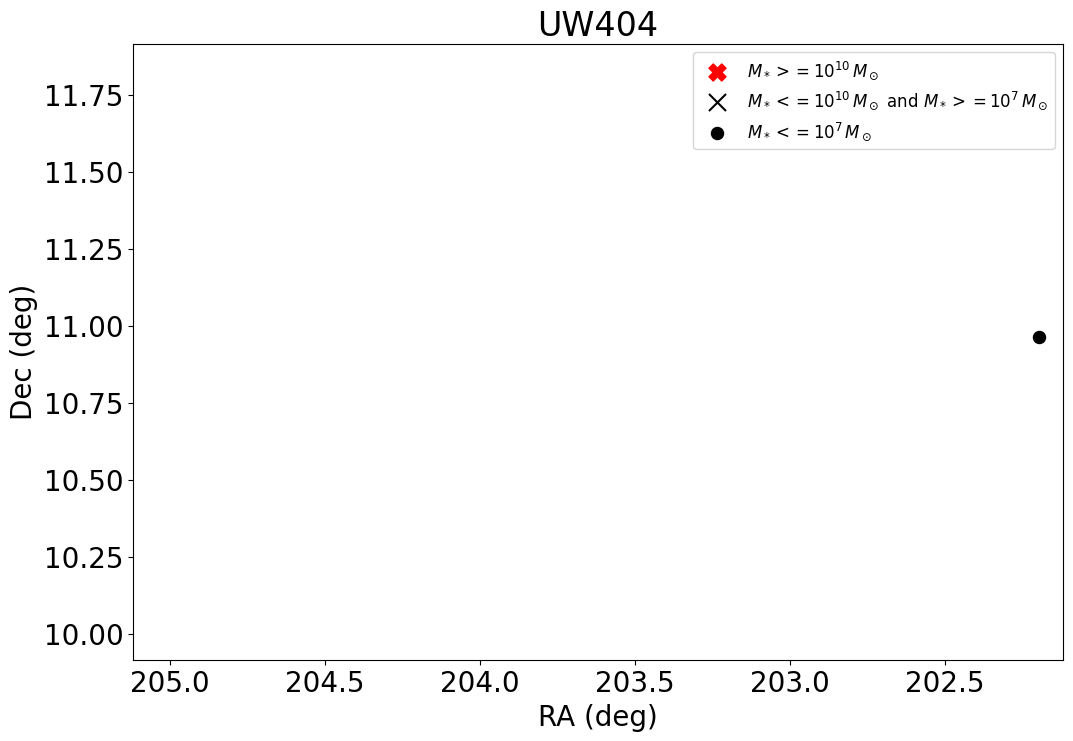 UW404
M* >= 10^10 M⊙
M* <= 10^10 M⊙ and M* >= 10^7 M⊙
M* <= 10^7 M⊙
11.75
11.50
11.25
11.00
10.75
10.50
10.25
10.00
Dec (deg)
205.0 204.5 204.0 203.5 203.0 202.5
RA (deg)